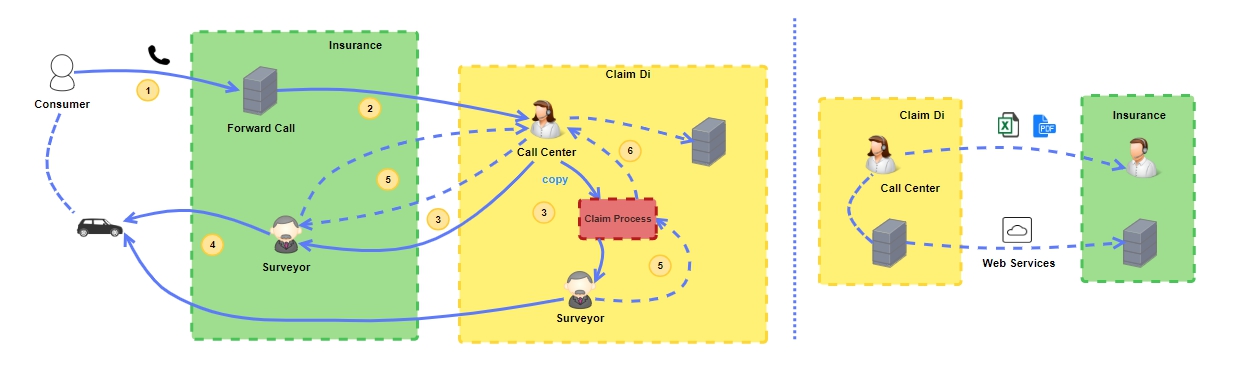 Insurance
Claim Di
Consumer
1
Forward Call
2
Call Center
6
copy
5
3
3
Claim Process
4
Surveyor
5
Surveyor
Claim Di
X
PDF
Insurance
Call Center
Web Services